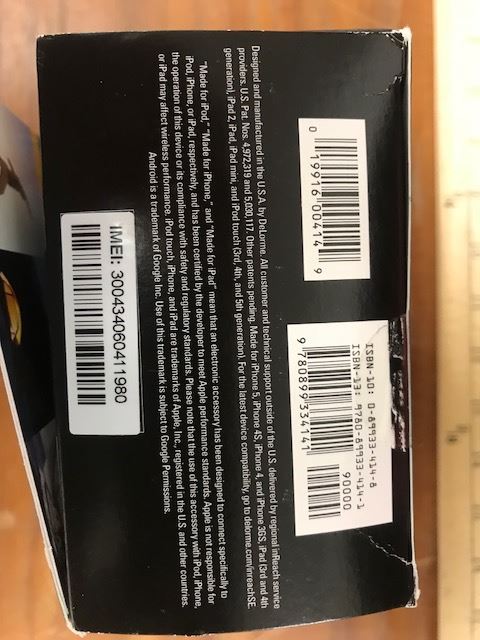 0 19916 00414 9
ISBN-10: 0-89933-414-8
ISBN-13: 9780-89933-414-1
90000
9 780899 334141
Designed and manufactured in the U.S.A. by DeLorme. All customer and technical support outside of the U.S. delivered by regional inReach service
providers. U.S. Pat. Nos. 4,972,319 and 5,030,117. Other patents pending. Made for iPhone 5, iPhone 4S, iPhone 4, and iPhone 3GS, iPad (3rd and 4th
generation), iPad 2, iPad, iPad mini, and iPod touch (3rd, 4th, and 5th generation). For the latest device compatibility, go to delorme.com/inreachSE
"Made for iPod," "Made for iPhone," and "Made for iPad" mean that an electronic accessory has been designed to connect specifically to
iPod, iPhone, or iPad, respectively, and has been certified by the developer to meet Apple performance standards. Apple is not responsible for
the operation of this device or its compliance with safety and regulatory standards. Please note that the use of this accessory with iPod, iPhone,
or iPad may affect wireless performance. iPod touch, iPhone, and iPad are trademarks of Apple, Inc., registered in the U.S. and other countries.
Android is a trademark of Google Inc. Use of this trademark is subject to Google Permissions.
IMEI: 300434060411980